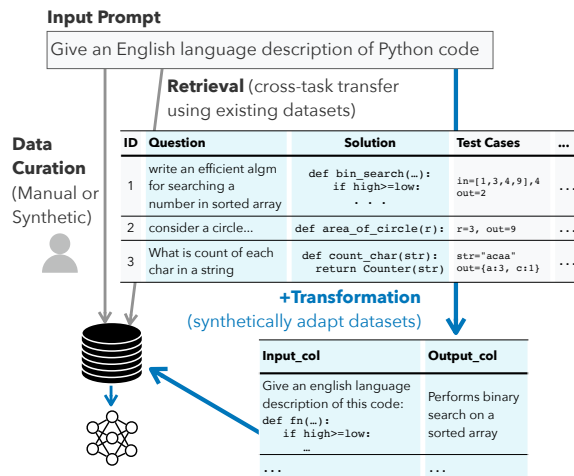 Input Prompt
Give an English language description of Python code
Retrieval (cross-task transfer
using existing datasets)
Data
Curation
(Manual or
Synthetic)
ID Question Solution Test Cases ...
1 write an efficient algm for searching a number in sorted array def bin_search(…): if high>=low: . . . in=[1,3,4,9],4 out=2 ...
2 consider a circle... def area_of_circle(r): r=3, out=9 ...
3 What is count of each char in a string def count_char(str): return Counter(str) str="acaa" out={a:3, c:1} ...
+Transformation
(synthetically adapt datasets)
Input_col Output_col
Give an english language description of this code: def fn(…): if high>=low: … Performs binary search on a sorted array
... ...